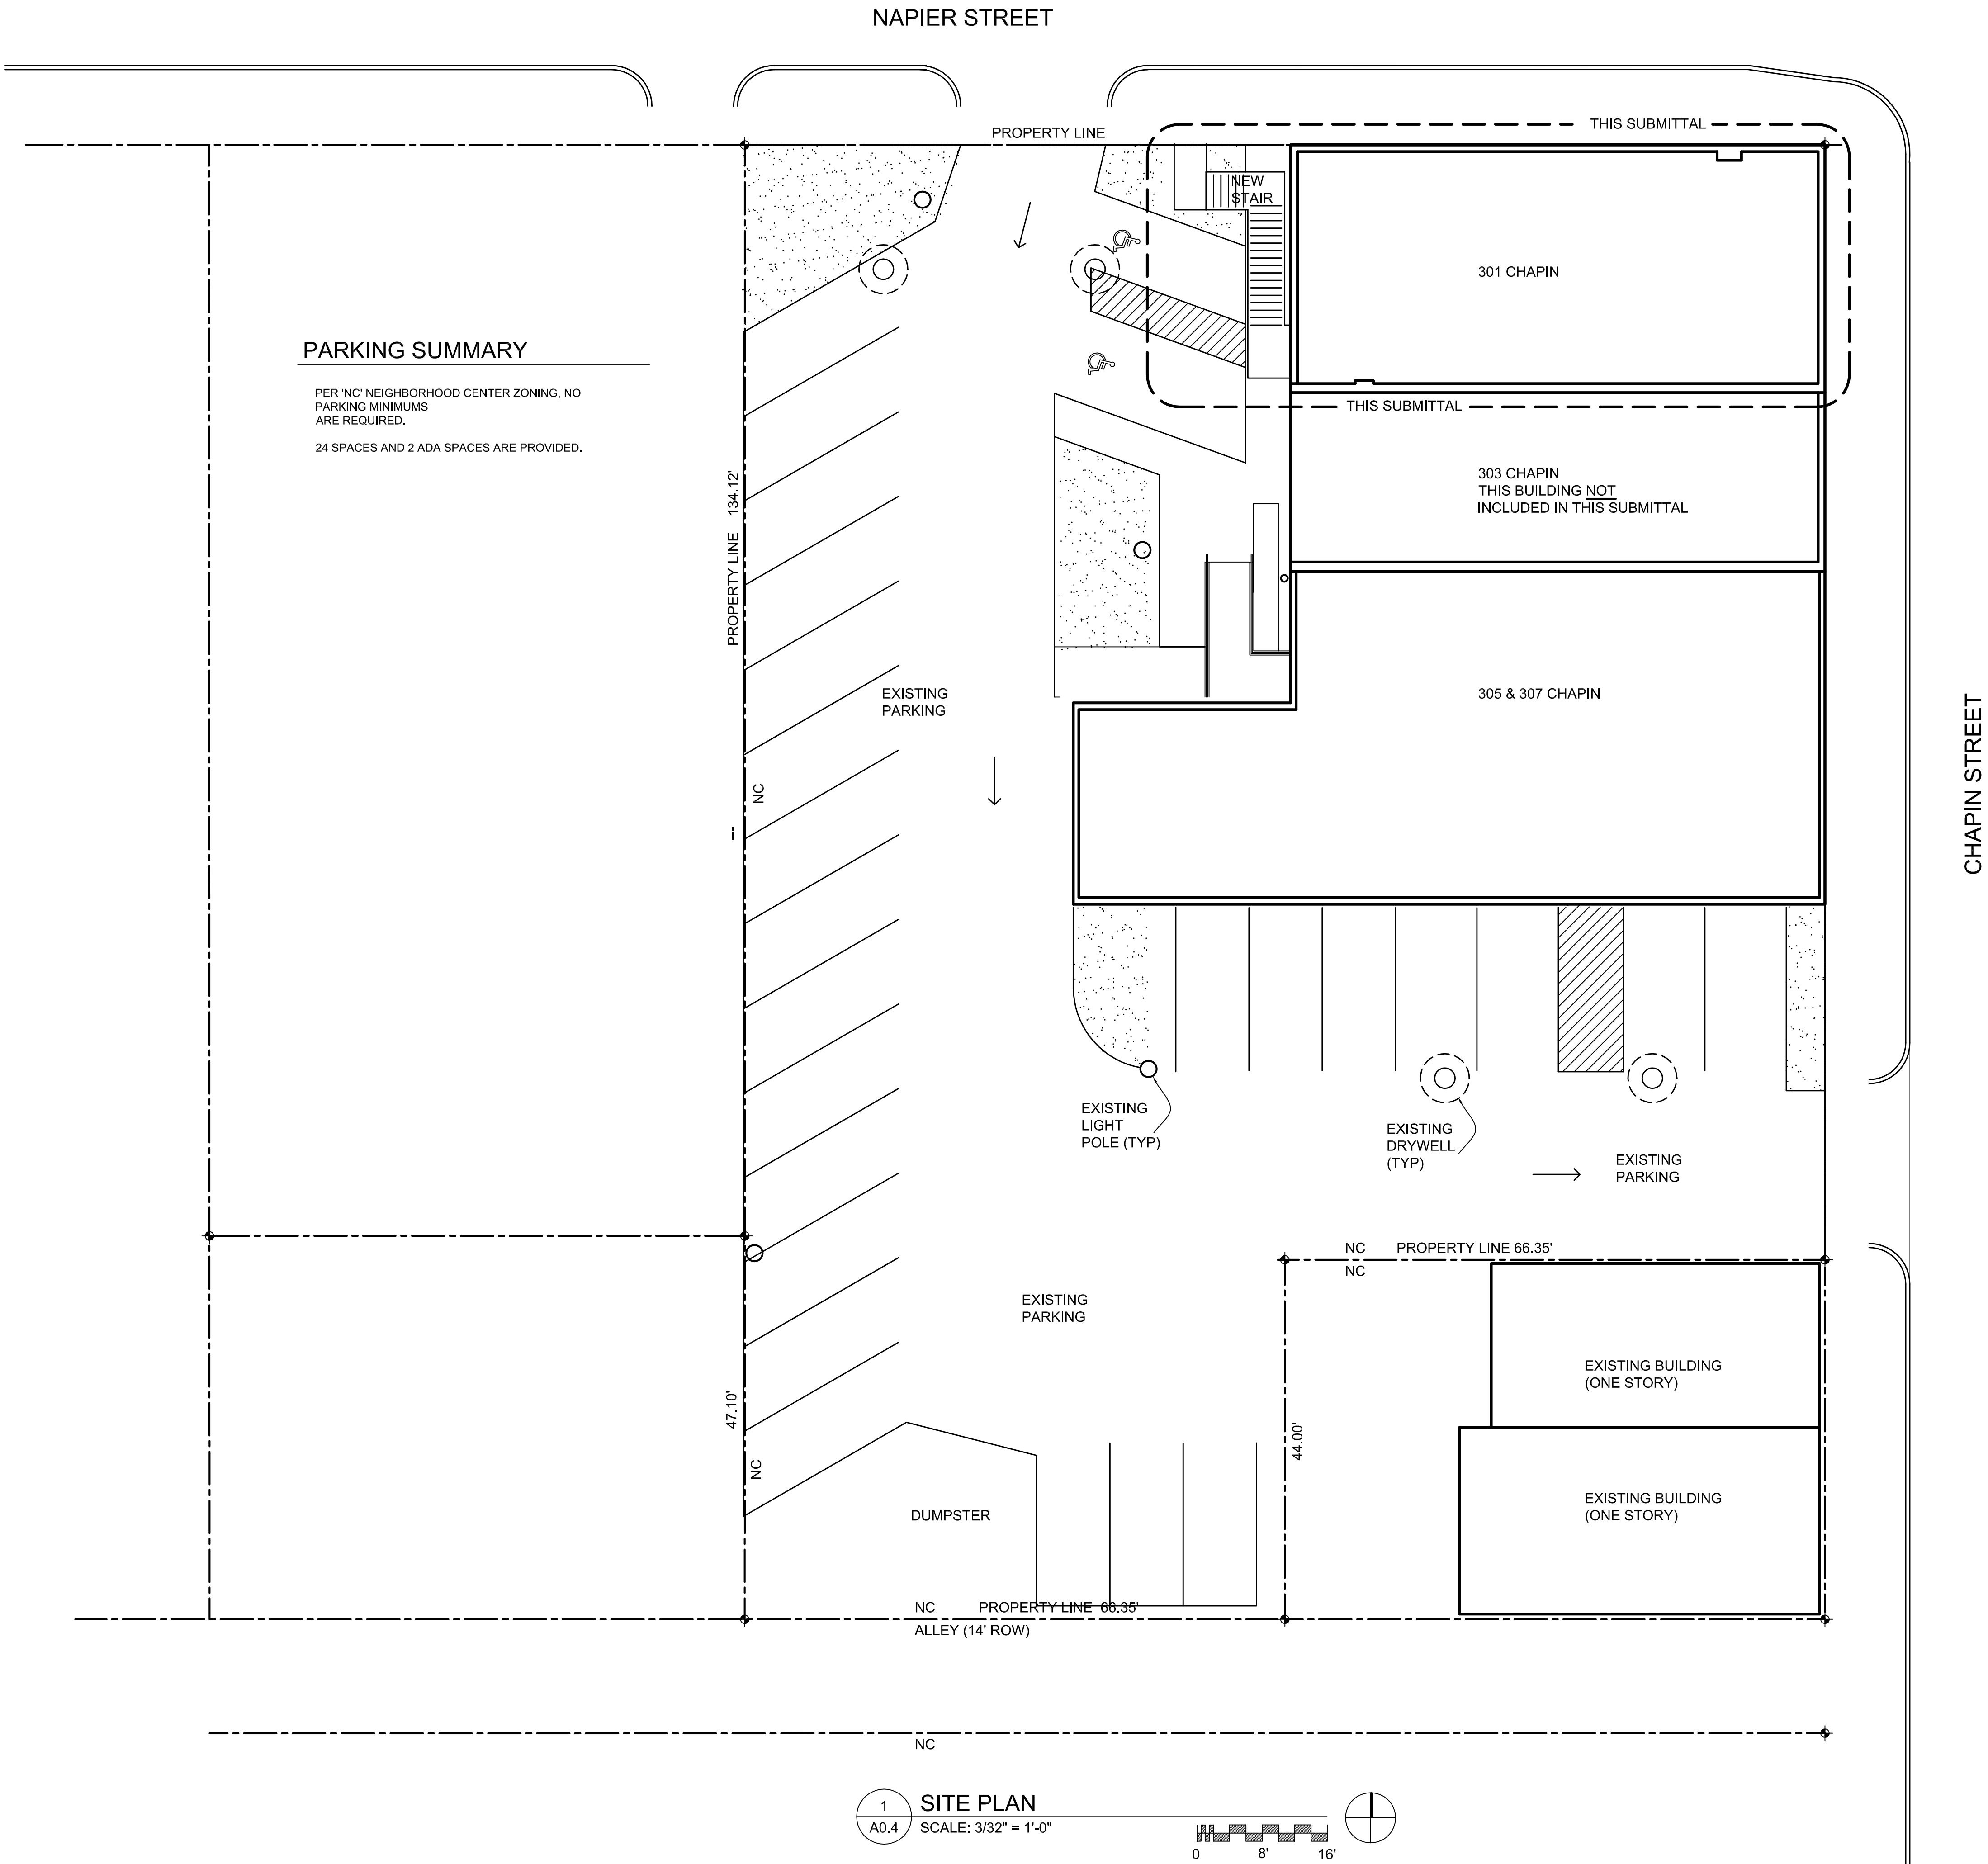 NAPIER STREET
PROPERTY LINE
THIS SUBMITTAL
NEW
STAIR
301 CHAPIN
PARKING SUMMARY
PER 'NC' NEIGHBORHOOD CENTER ZONING, NO
PARKING MINIMUMS
ARE REQUIRED.
24 SPACES AND 2 ADA SPACES ARE PROVIDED.
THIS SUBMITTAL
303 CHAPIN
THIS BUILDING NOT
INCLUDED IN THIS SUBMITTAL
PROPERTY LINE 134.12'
EXISTING
PARKING
305 & 307 CHAPIN
CHAPIN STREET
NC
---
EXISTING
LIGHT
POLE (TYP)
EXISTING
DRYWELL
(TYP)
EXISTING
PARKING
NC PROPERTY LINE 66.35'
NC
EXISTING
PARKING
EXISTING BUILDING
(ONE STORY)
47.10'
44.00'
NC
DUMPSTER
EXISTING BUILDING
(ONE STORY)
NC PROPERTY LINE 66.35'
ALLEY (14' ROW)
NC
1
A0.4
SITE PLAN
SCALE: 3/32" = 1'-0"
0 8' 16'